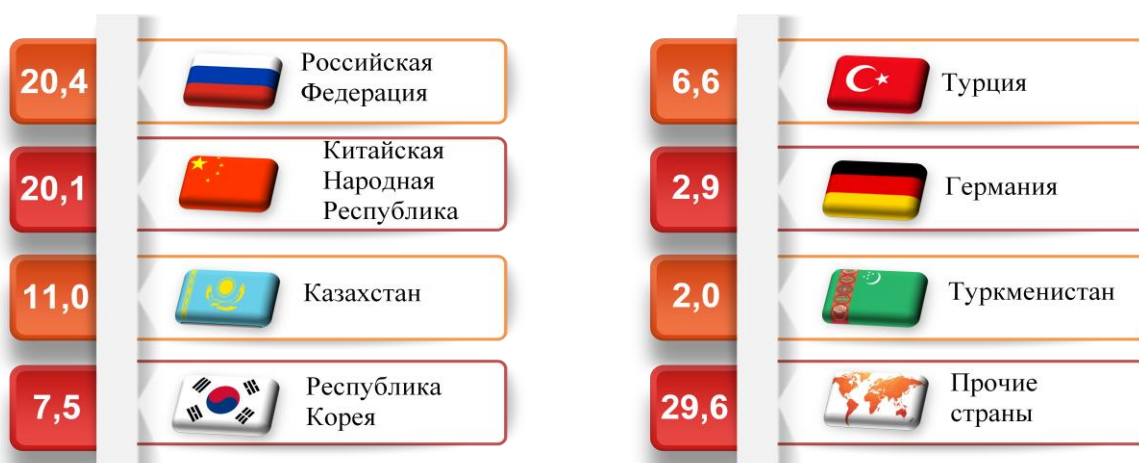 20,4
Российская
Федерация
20,1
Китайская
Народная
Республика
11,0
Казахстан
7,5
Республика
Корея
6,6
Турция
2,9
Германия
2,0
Туркменистан
29,6
Прочие
страны